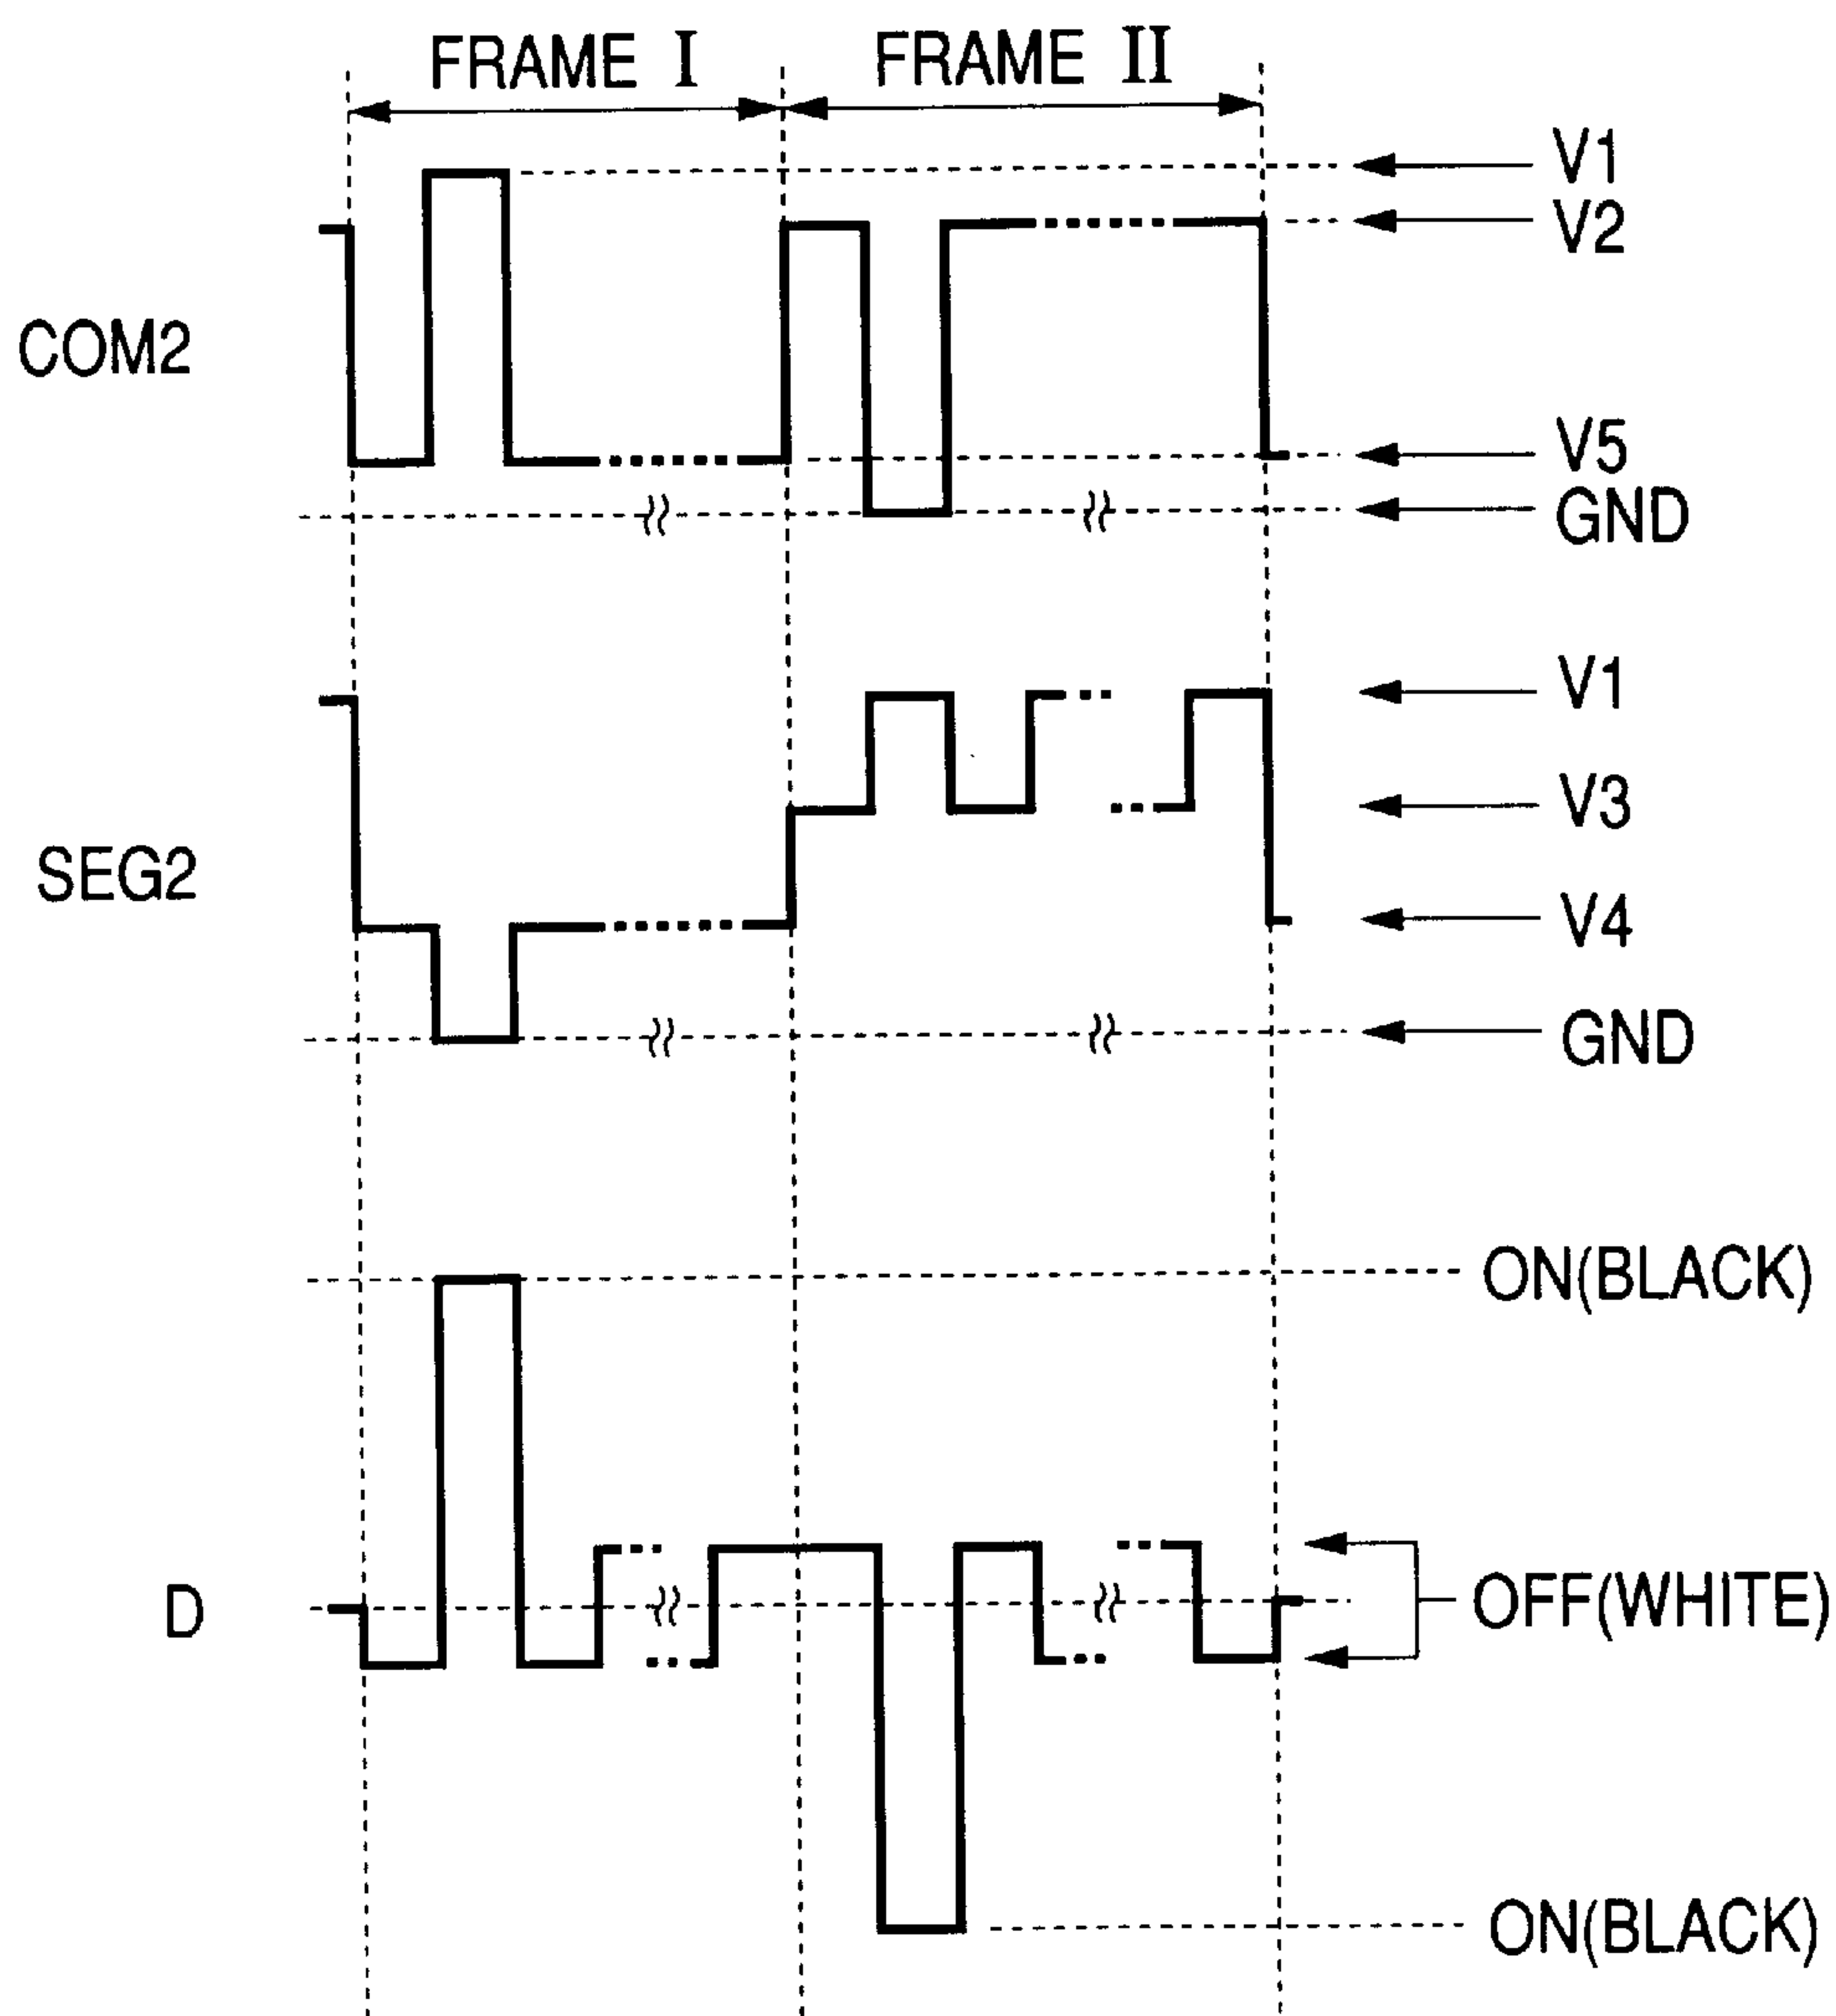 FRAME I FRAME II
V1
V2
COM2
V5
GND
V1
V3
SEG2
V4
GND
ON(BLACK)
D
OFF(WHITE)
ON(BLACK)